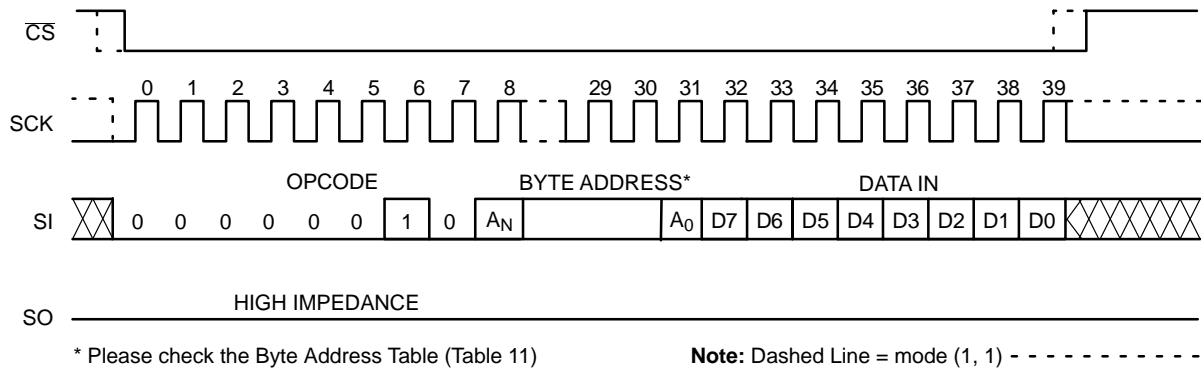 CS
0 1 2 3 4 5 6 7 8 29 30 31 32 33 34 35 36 37 38 39
SCK
OPCODE BYTE ADDRESS* DATA IN
SI 0 0 0 0 0 0 1 0 AN A0 D7 D6 D5 D4 D3 D2 D1 D0
HIGH IMPEDANCE
SO
* Please check the Byte Address Table (Table 11) Note: Dashed Line = mode (1, 1)